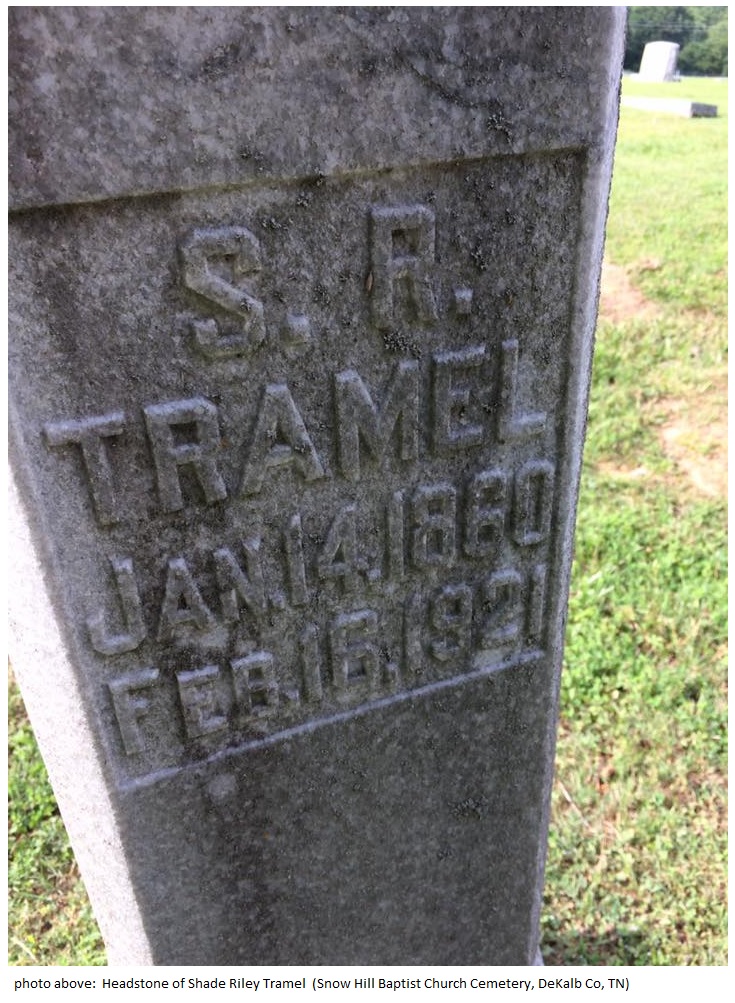 S. R.
TRAMEL
JAN. 14. 1860
FEB. 16. 1921
photo above: Headstone of Shade Riley Tramel (Snow Hill Baptist Church Cemetery, DeKalb Co, TN)